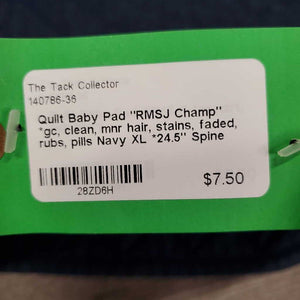 The Tack Collector
140786-36
Quilt Baby Pad "RMSJ Champ"
*gc, clean, mnr hair, stains, faded,
rubs, pills Navy XL *24.5" Spine
28ZD6H
$7.50